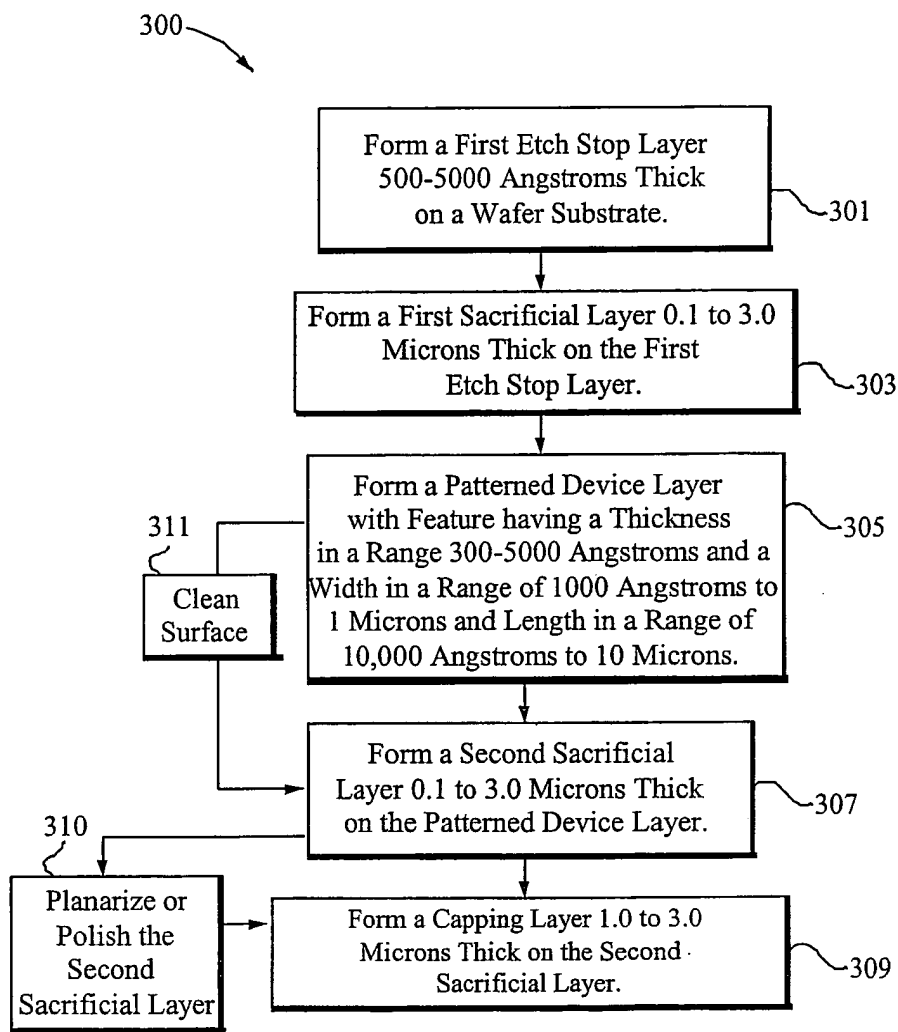 300
Form a First Etch Stop Layer
500-5000 Angstroms Thick
on a Wafer Substrate.
301
Form a First Sacrificial Layer 0.1 to 3.0
Microns Thick on the First
Etch Stop Layer.
303
Form a Patterned Device Layer
with Feature having a Thickness
in a Range 300-5000 Angstroms and a
Width in a Range of 1000 Angstroms to
1 Microns and Length in a Range of
10,000 Angstroms to 10 Microns.
305
311
Clean
Surface
Form a Second Sacrificial
Layer 0.1 to 3.0 Microns Thick
on the Patterned Device Layer.
307
310
Planarize or
Polish the
Second
Sacrificial Layer
Form a Capping Layer 1.0 to 3.0
Microns Thick on the Second
Sacrificial Layer.
309